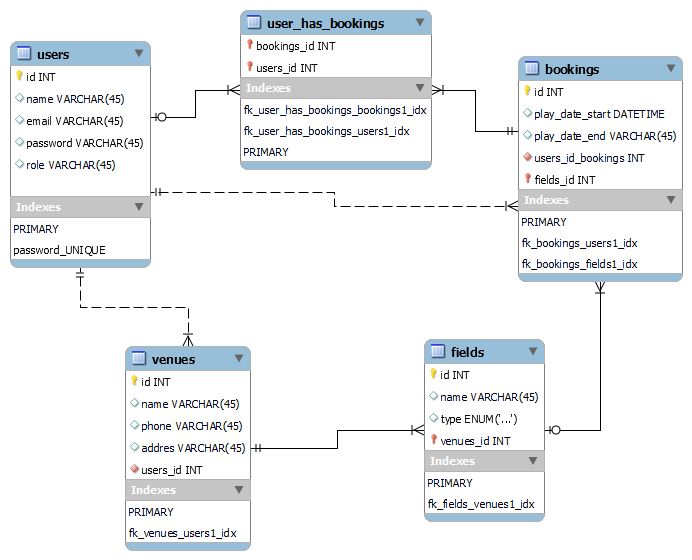 users
id INT
name VARCHAR(45)
email VARCHAR(45)
password VARCHAR(45)
role VARCHAR(45)
Indexes
PRIMARY
password_UNIQUE
user_has_bookings
bookings_id INT
users_id INT
Indexes
fk_user_has_bookings_bookings1_idx
fk_user_has_bookings_users1_idx
PRIMARY
bookings
id INT
play_date_start DATETIME
play_date_end VARCHAR(45)
users_id_bookings INT
fields_id INT
Indexes
PRIMARY
fk_bookings_users1_idx
fk_bookings_fields1_idx
venues
id INT
name VARCHAR(45)
phone VARCHAR(45)
addres VARCHAR(45)
users_id INT
Indexes
PRIMARY
fk_venues_users1_idx
fields
id INT
name VARCHAR(45)
type ENUM('...')
venues_id INT
Indexes
PRIMARY
fk_fields_venues1_idx